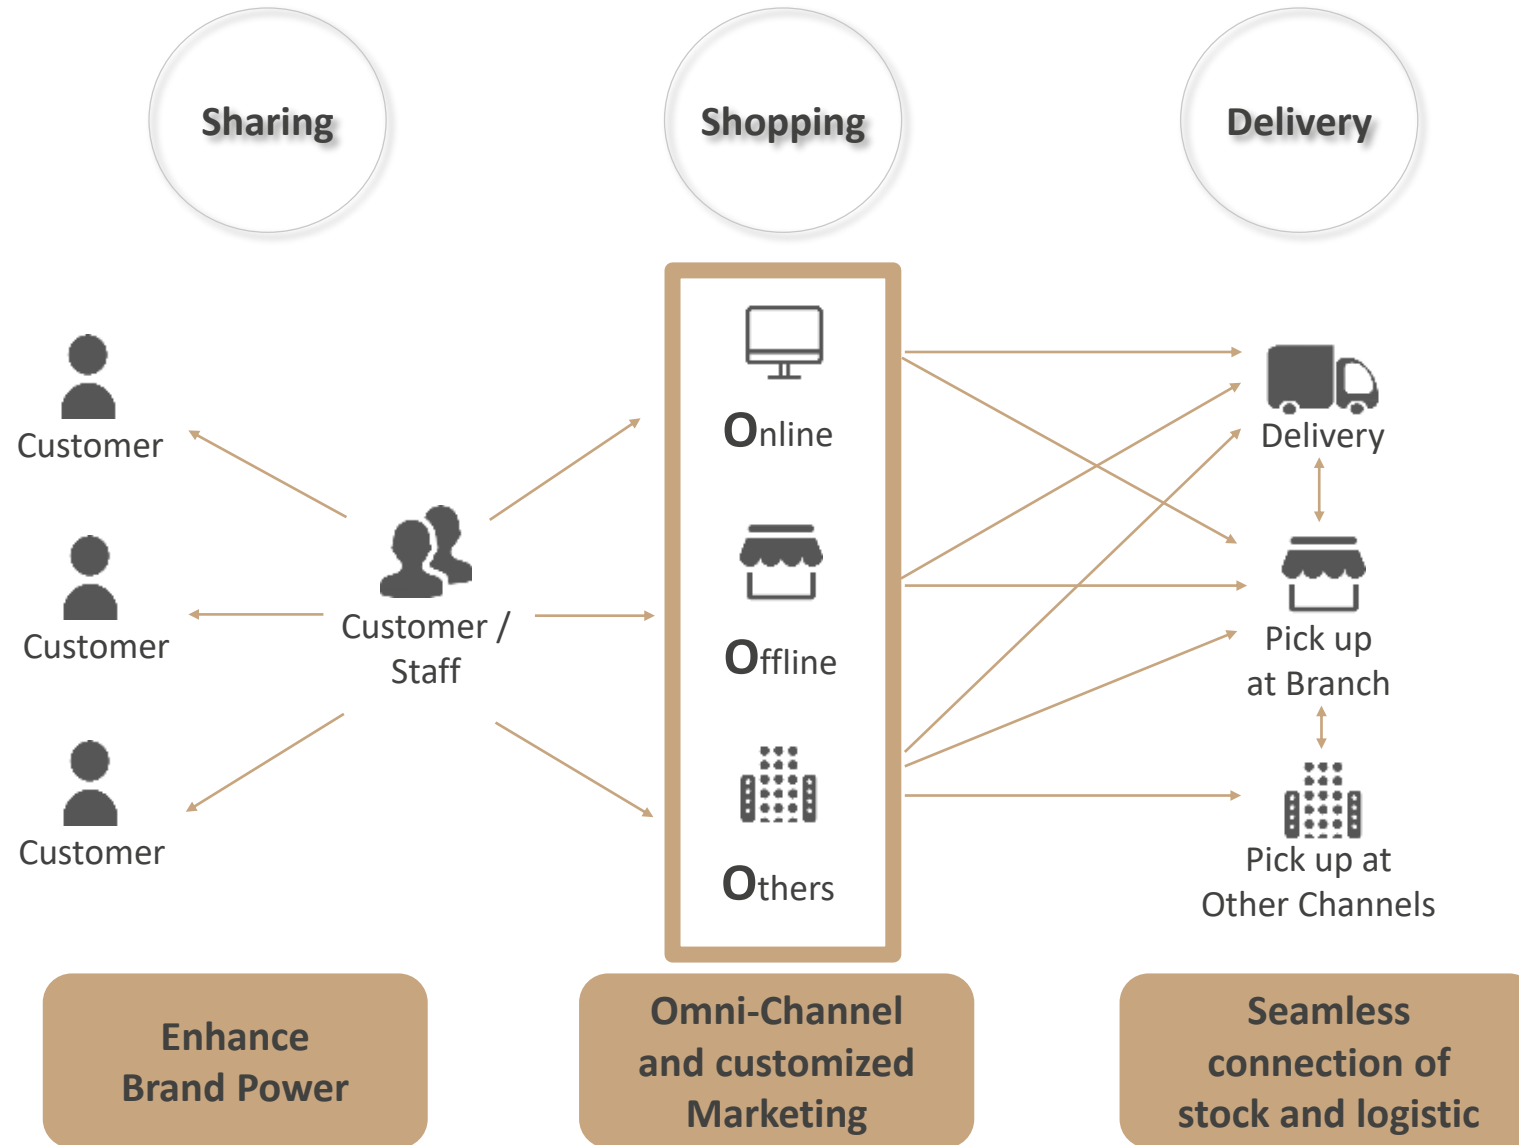 Sharing
Shopping
Delivery
Customer
Customer
Customer
Customer /
Staff
Online
Offline
Others
Delivery
Pick up
at Branch
Pick up at
Other Channels
Enhance
Brand Power
Omni-Channel
and customized
Marketing
Seamless
connection of
stock and logistic